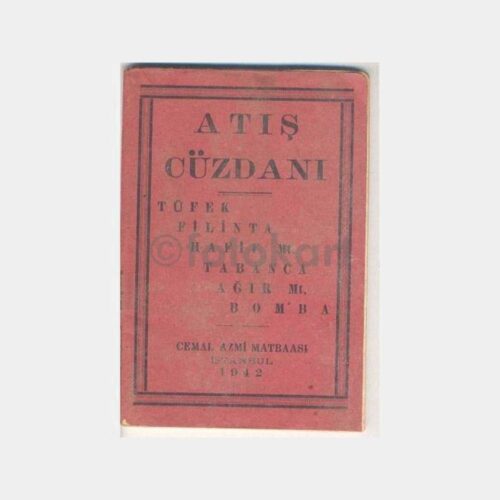 ATIŞ
CÜZDANI
TÜFEK
FİLİNTA
HAFİF Mt.
TABANCA
AĞIR Mt.
BOMBA
©fotokart
CEMAL AZMİ MATBAASI
İSTANBUL
1942